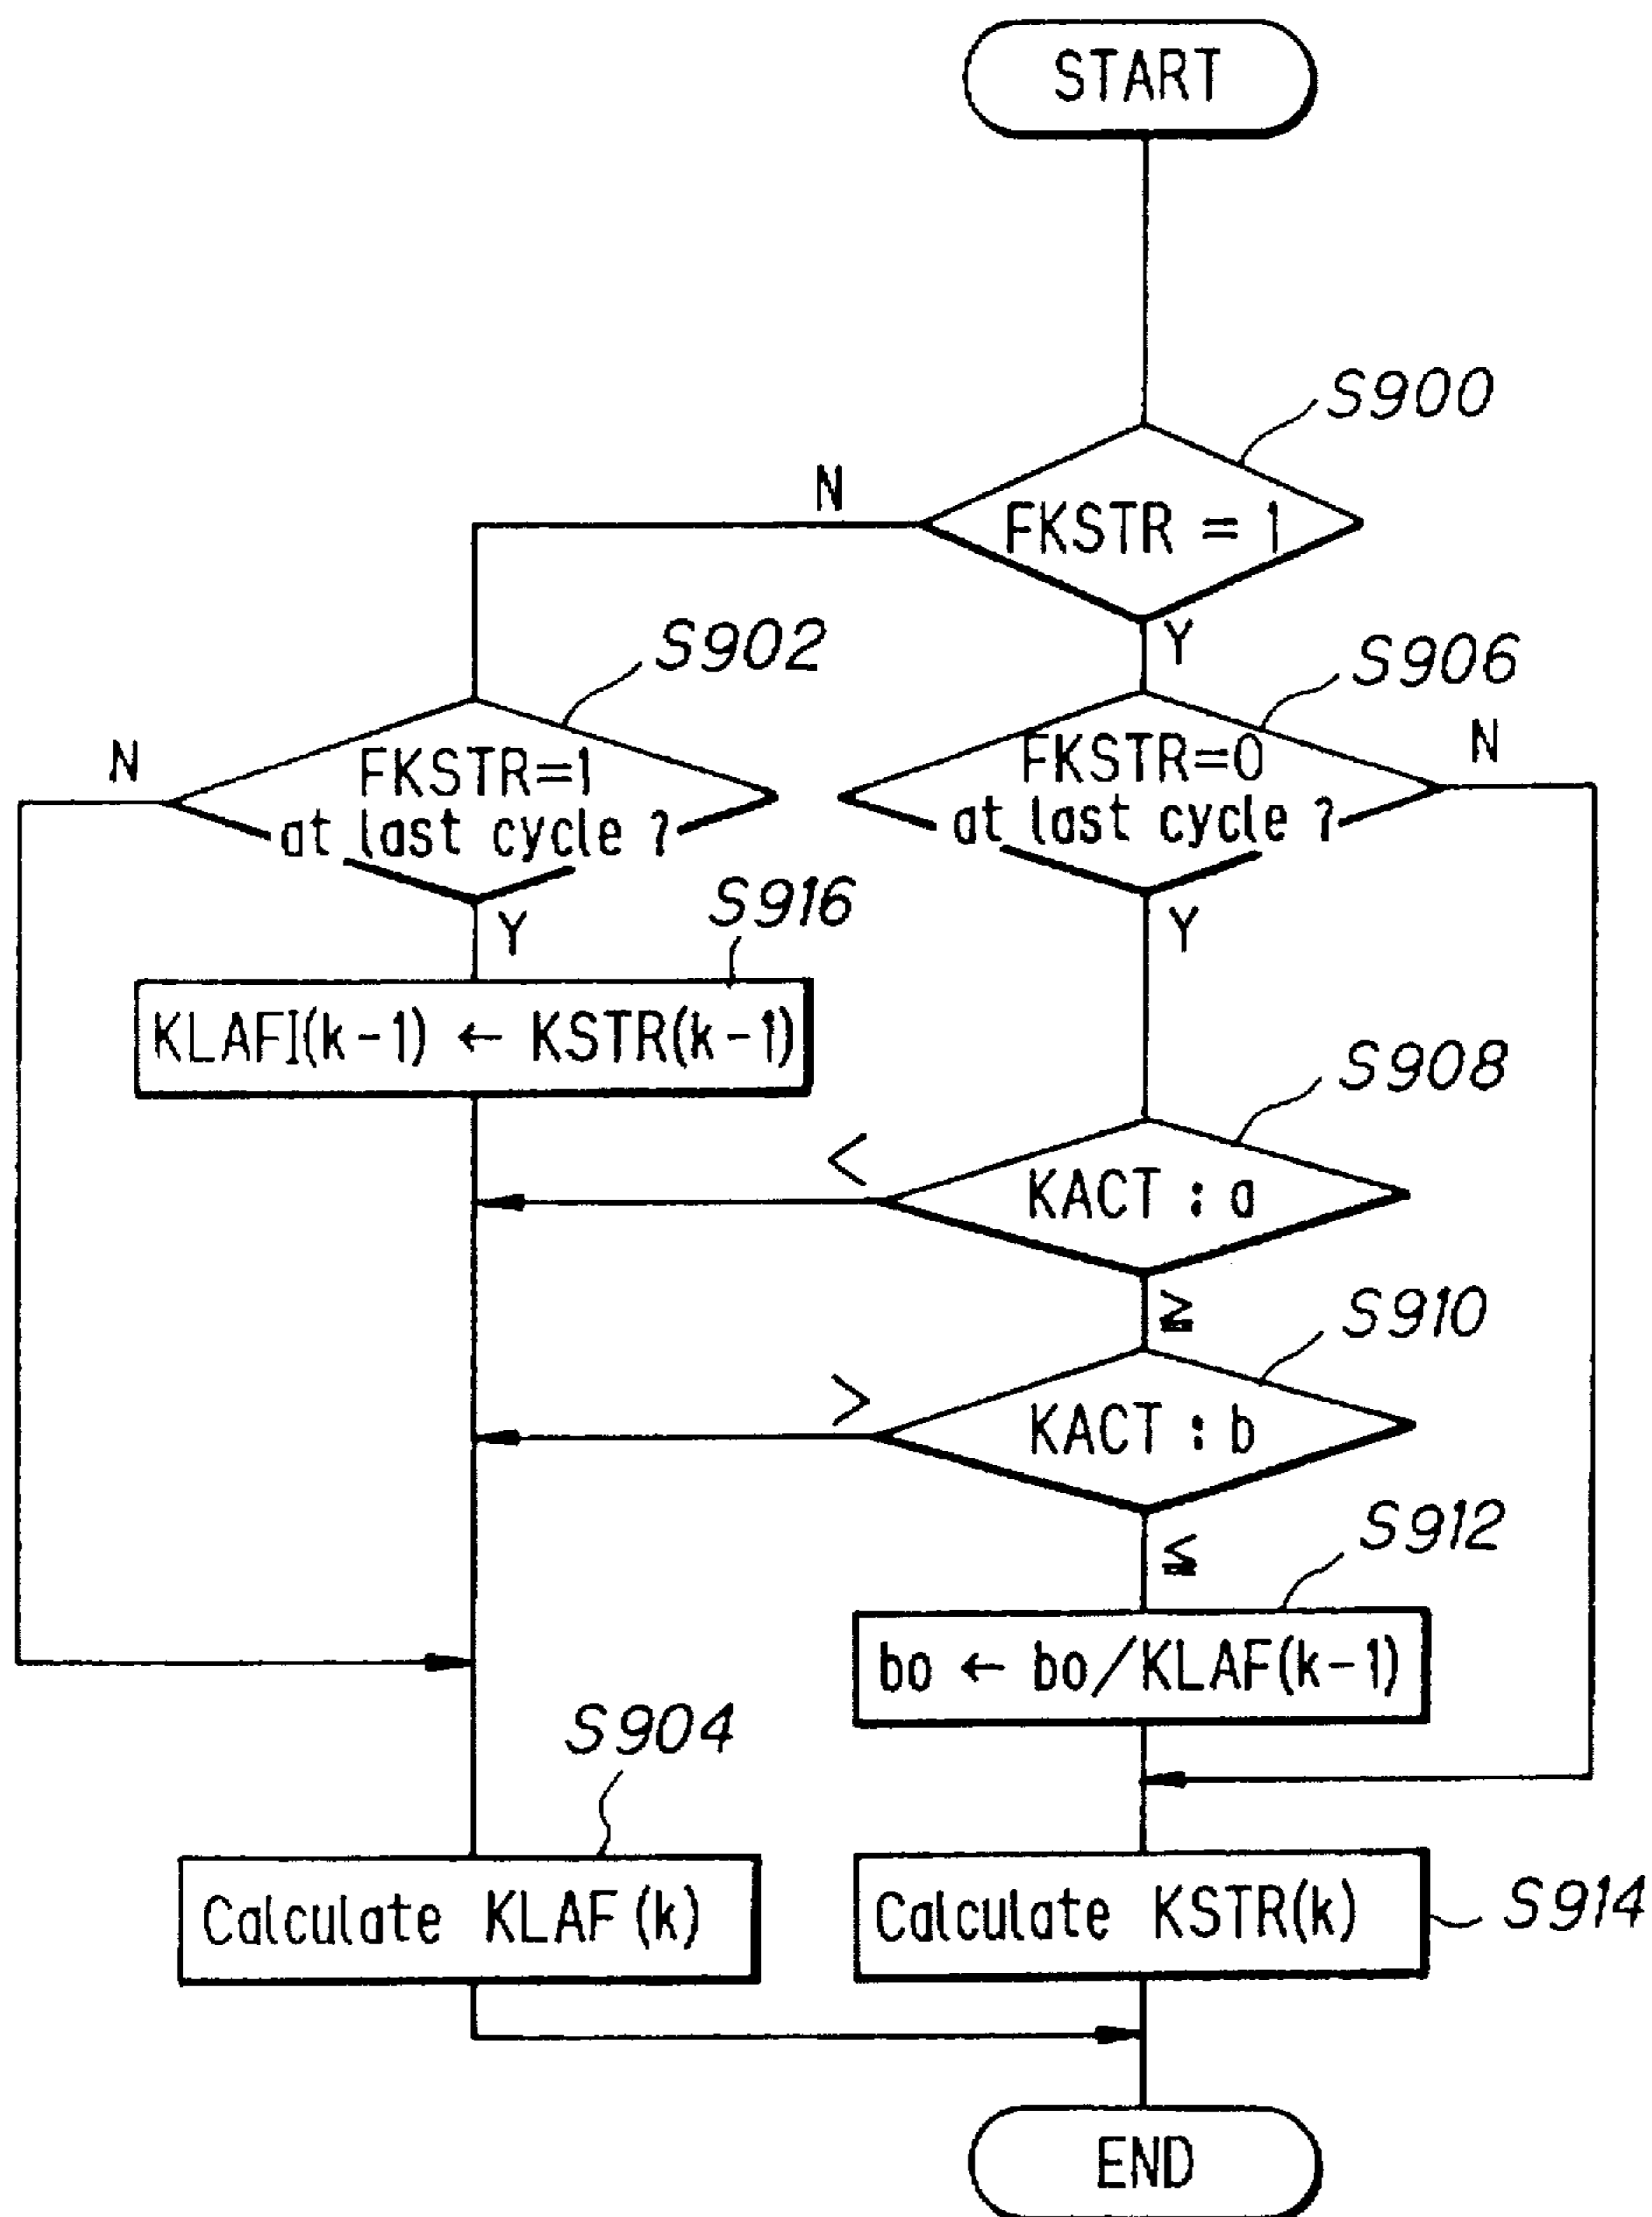 START
S900
N
FKSTR = 1
Y
S902
S906
N
FKSTR=1
at last cycle ?
FKSTR=0
at last cycle ?
N
Y
S916
Y
KLAFI(k-1) ← KSTR(k-1)
S908
<
KACT : a
≧
S910
>
KACT : b
≦
S912
bo ← bo/KLAF(k-1)
S904
Calculate KLAF(k)
Calculate KSTR(k)
S914
END